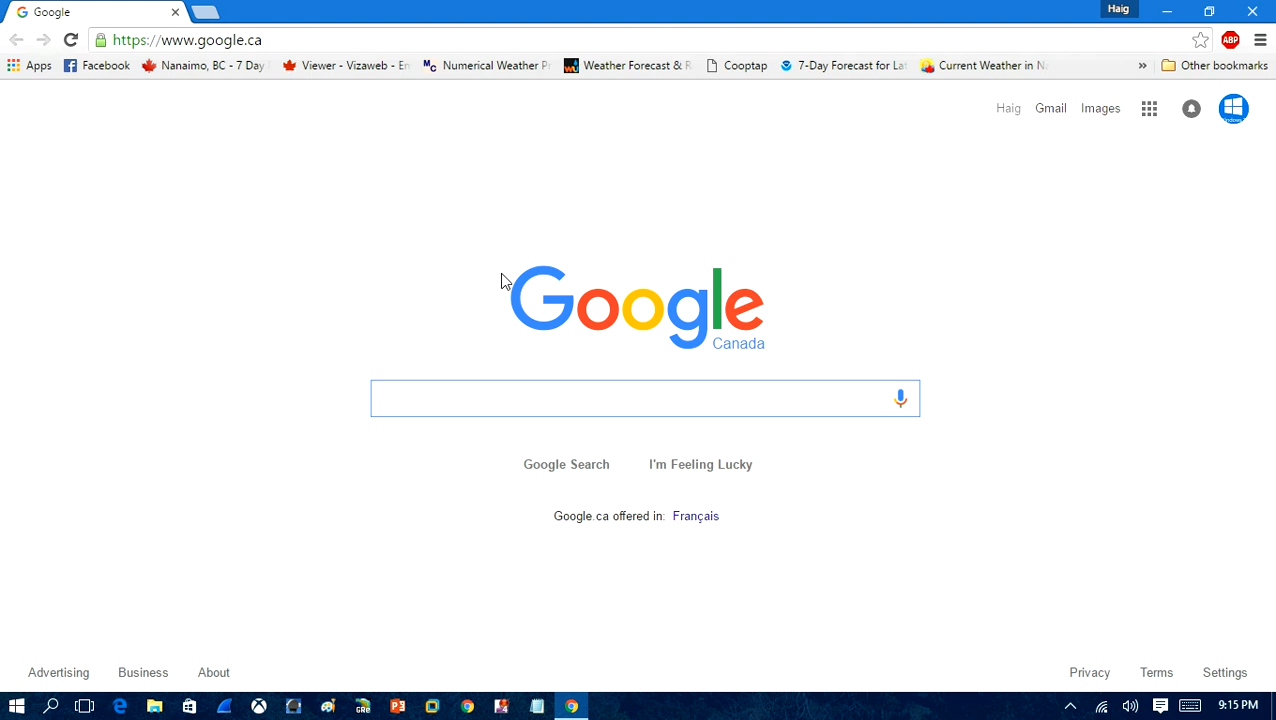 Google
Haig
https://www.google.ca
Apps
Facebook
Nanaimo, BC - 7 Day
Viewer - Vizaweb - En
Numerical Weather Pr
Weather Forecast & R
Cooptap
7-Day Forecast for Lat
Current Weather in Na
»
Other bookmarks
Haig Gmail Images
Google
Canada
Google Search I'm Feeling Lucky
Google.ca offered in: Français
Advertising Business About
Privacy Terms Settings
9:15 PM